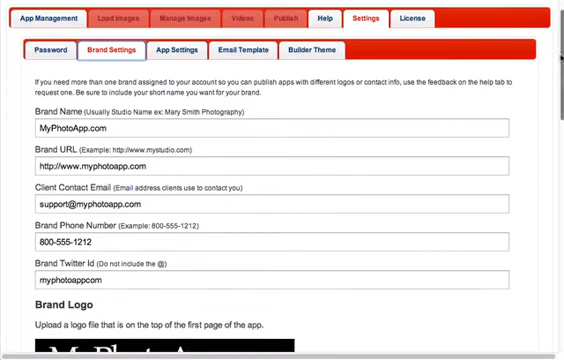 App Management Load Images Manage Images Videos Publish Help Settings License
Password Brand Settings App Settings Email Template Builder Theme
If you need more than one brand assigned to your account so you can publish apps with different logos or contact info, use the feedback on the help tab to
request one. Be sure to include your short name you want for your brand.
Brand Name (Usually Studio Name ex: Mary Smith Photography)
MyPhotoApp.com
Brand URL (Example: http://www.mystudio.com)
http://www.myphotoapp.com
Client Contact Email (Email address clients use to contact you)
support@myphotoapp.com
Brand Phone Number (Example: 800-555-1212)
800-555-1212
Brand Twitter Id (Do not include the @)
myphotoappcom
Brand Logo
Upload a logo file that is on the top of the first page of the app.